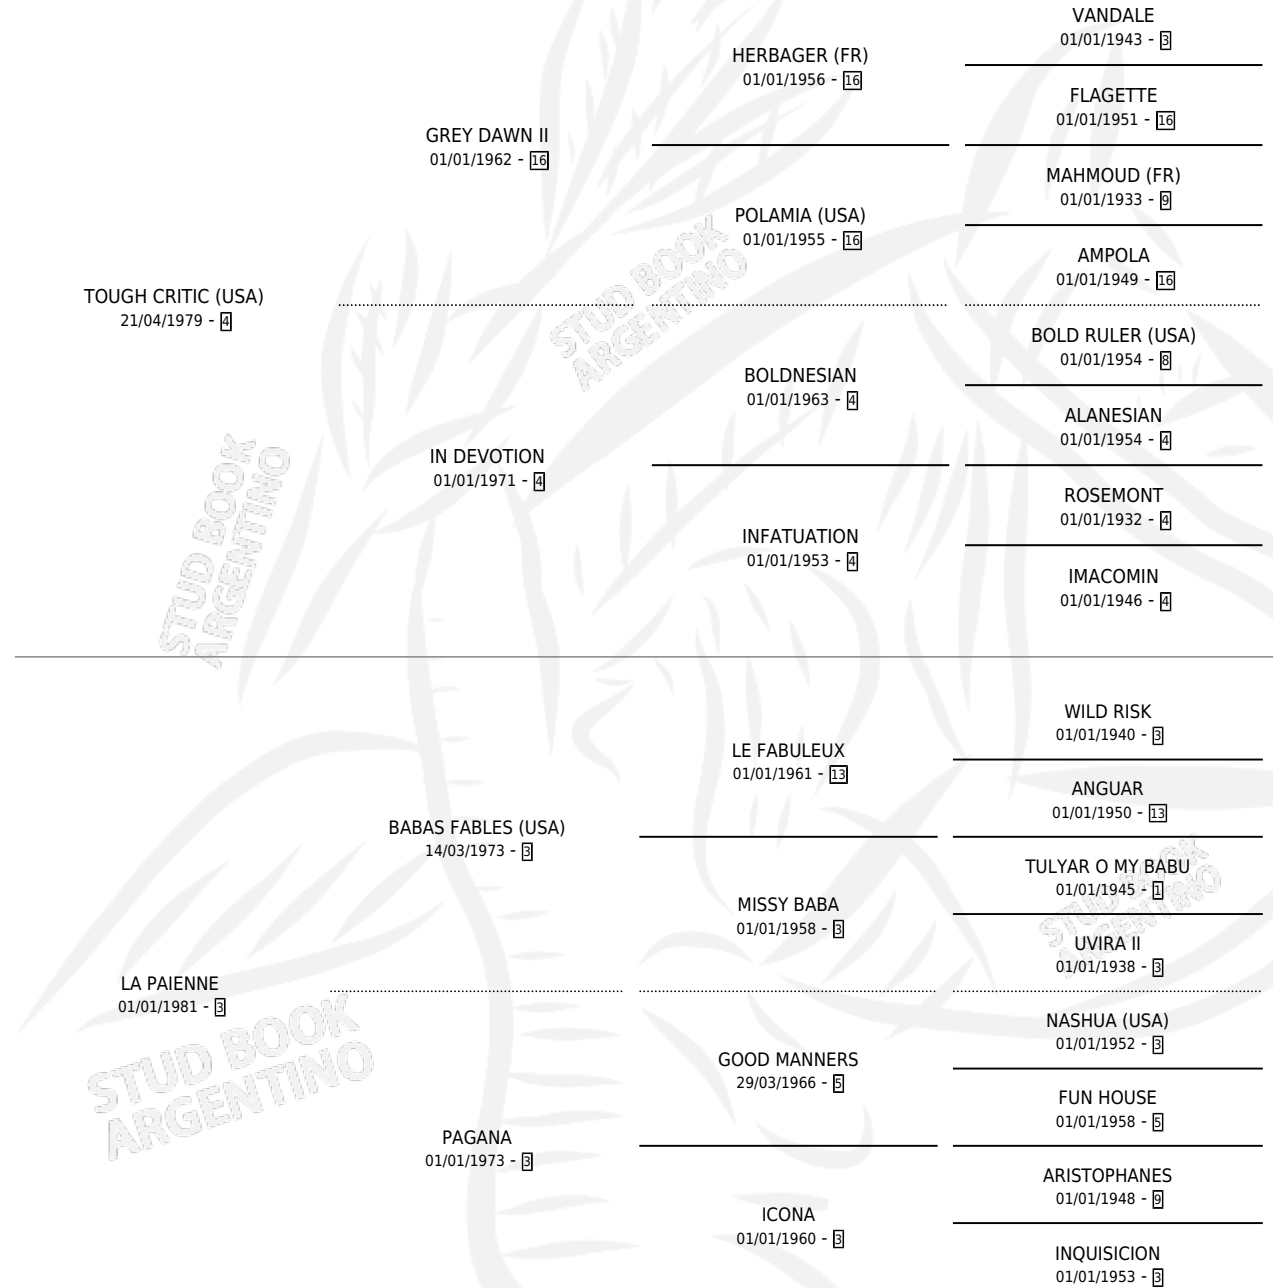 VANDALE
01/01/1943 - 3
HERBAGER (FR)
01/01/1956 - 16
FLAGETTE
01/01/1951 - 16
GREY DAWN II
01/01/1962 - 16
MAHMOUD (FR)
01/01/1933 - 9
POLAMIA (USA)
01/01/1955 - 16
AMPOLA
01/01/1949 - 16
TOUGH CRITIC (USA)
21/04/1979 - 4
STUD BOOK
ARGENTINO
BOLD RULER (USA)
01/01/1954 - 8
BOLDNESIAN
01/01/1963 - 4
ALANESIAN
01/01/1954 - 4
IN DEVOTION
01/01/1971 - 4
ROSEMONT
01/01/1932 - 4
INFATUATION
01/01/1953 - 4
IMACOMIN
01/01/1946 - 4
STUD BOOK
ARGENTINO
WILD RISK
01/01/1940 - 3
LE FABULEUX
01/01/1961 - 13
ANGUAR
01/01/1950 - 13
BABAS FABLES (USA)
14/03/1973 - 3
TULYAR O MY BABU
01/01/1945 - 1
MISSY BABA
01/01/1958 - 3
UVIRA II
01/01/1938 - 3
STUD BOOK
ARGENTINO
LA PAIENNE
01/01/1981 - 3
NASHUA (USA)
01/01/1952 - 3
GOOD MANNERS
29/03/1966 - 5
FUN HOUSE
01/01/1958 - 5
STUD BOOK
ARGENTINO
PAGANA
01/01/1973 - 3
ARISTOPHANES
01/01/1948 - 9
ICONA
01/01/1960 - 3
INQUISICION
01/01/1953 - 3